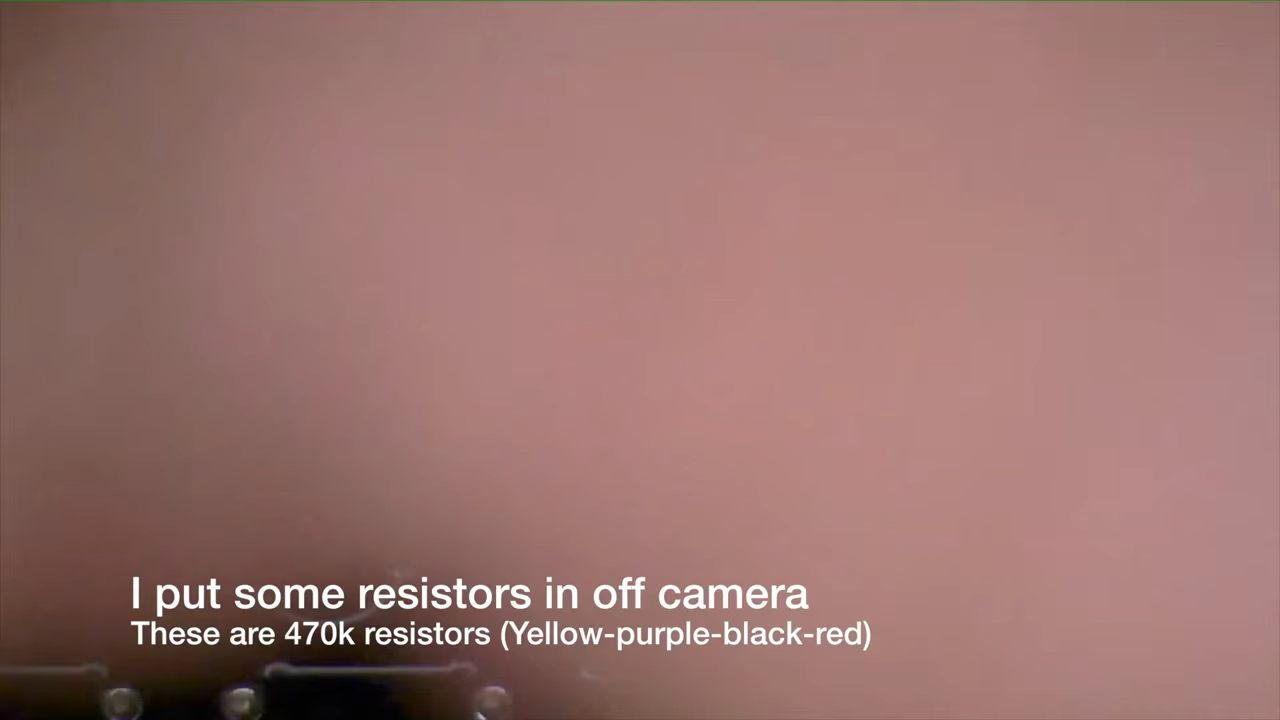 I put some resistors in off camera
These are 470k resistors (Yellow-purple-black-red)